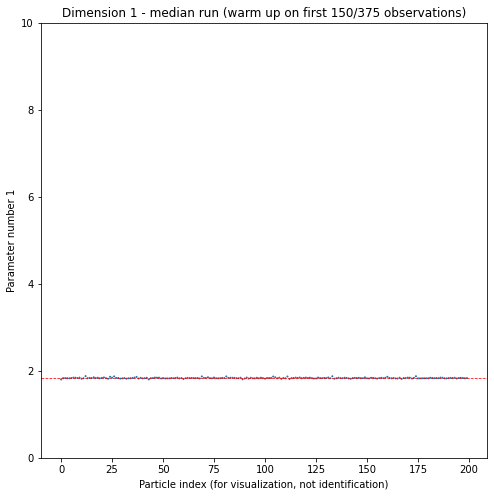 Dimension 1 - median run (warm up on first 150/375 observations)
10
8
6
4
2
0
Parameter number 1
0 25 50 75 100 125 150 175 200
Particle index (for visualization, not identification)